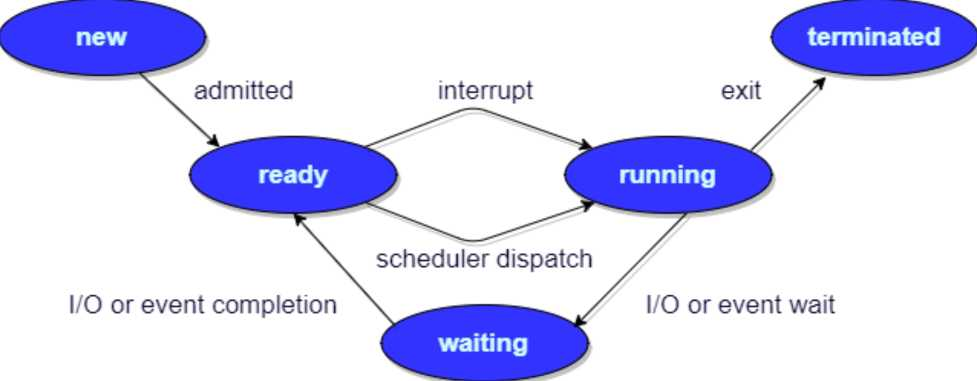 new
terminated
admitted
interrupt
exit
ready
running
scheduler dispatch
I/O or event completion
I/O or event wait
waiting